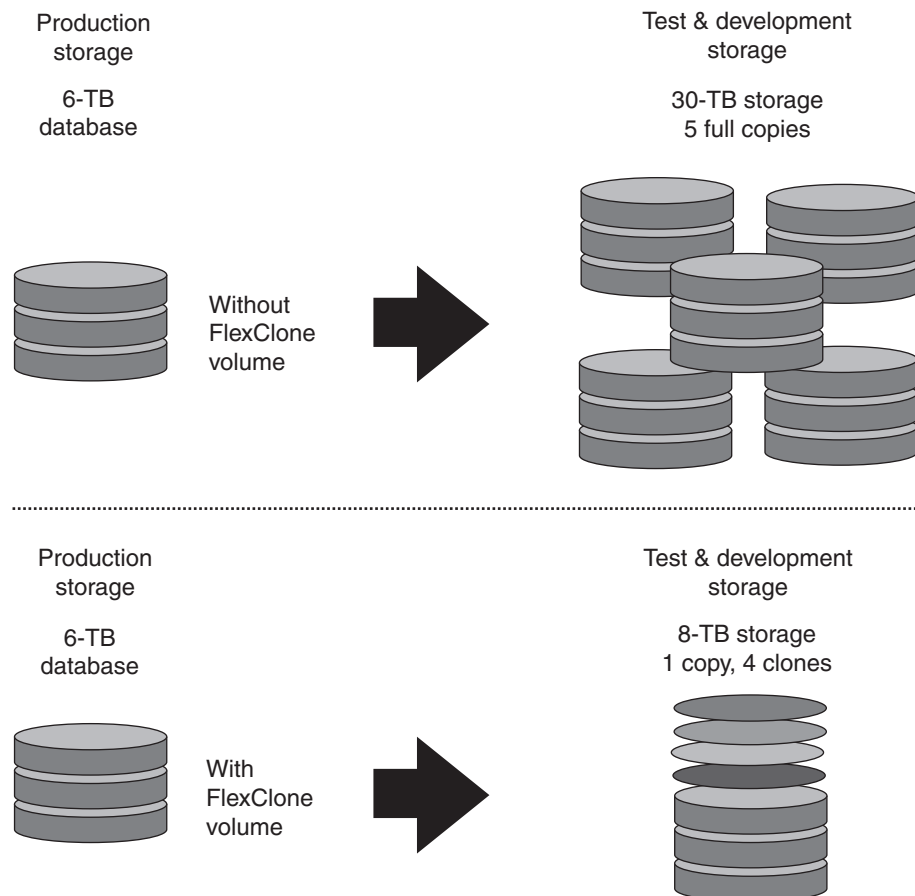 Production
storage
6-TB
database
Test & development
storage
30-TB storage
5 full copies
Without
FlexClone
volume
Production
storage
6-TB
database
Test & development
storage
8-TB storage
1 copy, 4 clones
With
FlexClone
volume